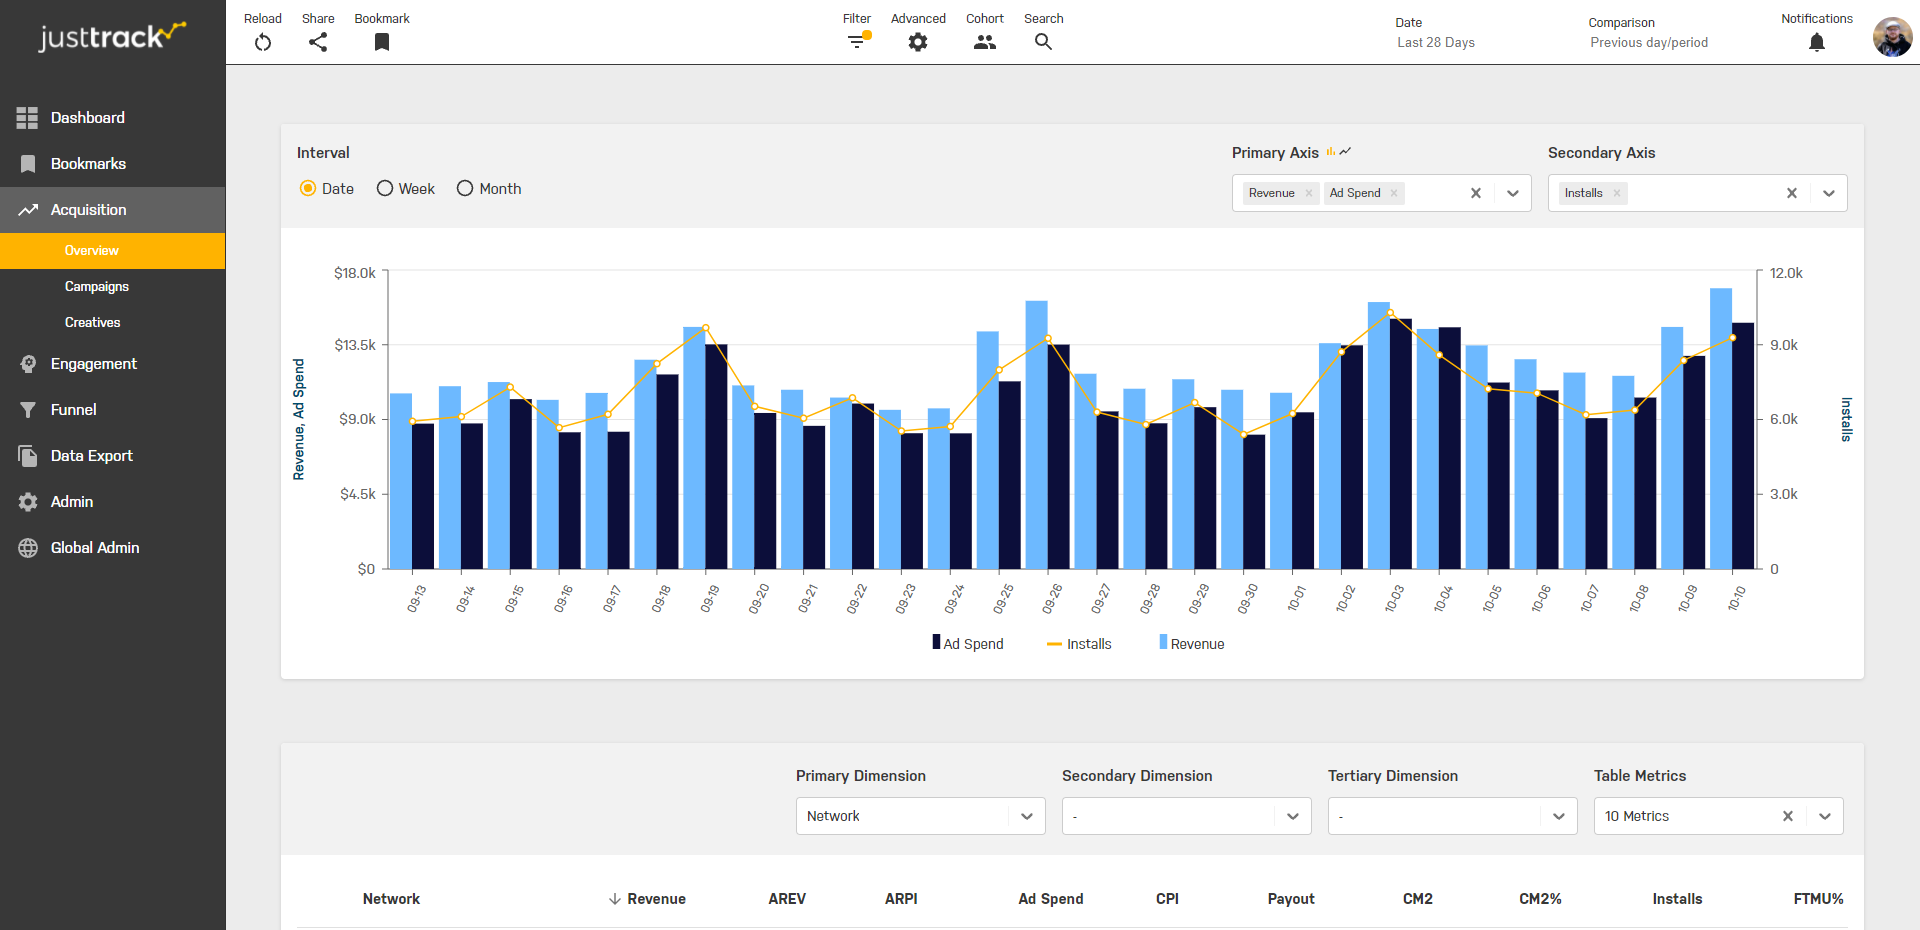 justtrack
Reload Share Bookmark
Filter Advanced Cohort Search
Date
Last 28 Days
Comparison
Previous day/period
Notifications
Dashboard
Bookmarks
Acquisition
Overview
Campaigns
Creatives
Engagement
Funnel
Data Export
Admin
Global Admin
Interval
Date Week Month
Primary Axis
Revenue × Ad Spend ×
Secondary Axis
Installs ×
$18.0k
$13.5k
$9.0k
$4.5k
$0
Revenue, Ad Spend
12.0k
9.0k
6.0k
3.0k
0
Installs
09-13 09-14 09-15 09-16 09-17 09-18 09-19 09-20 09-21 09-22 09-23 09-24 09-25 09-26 09-27 09-28 09-29 09-30 10-01 10-02 10-03 10-04 10-05 10-06 10-07 10-08 10-09 10-10
Ad Spend Installs Revenue
Primary Dimension Secondary Dimension Tertiary Dimension Table Metrics
Network - - 10 Metrics
Network Revenue AREV ARPI Ad Spend CPI Payout CM2 CM2% Installs FTMU%